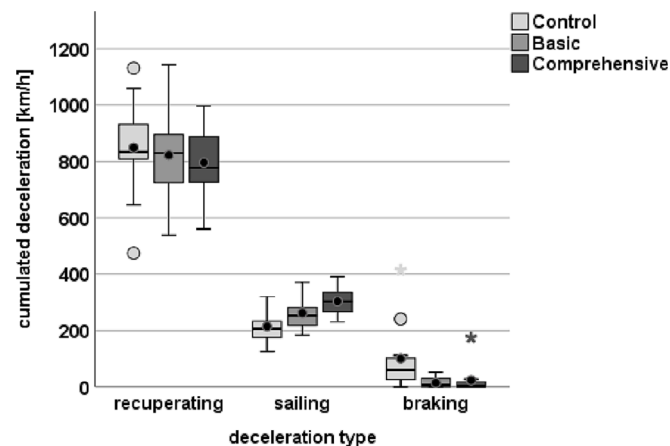 Control
Basic
Comprehensive
cumulated deceleration [km/h]
1200
1000
800
600
400
200
0
recuperating sailing braking
deceleration type